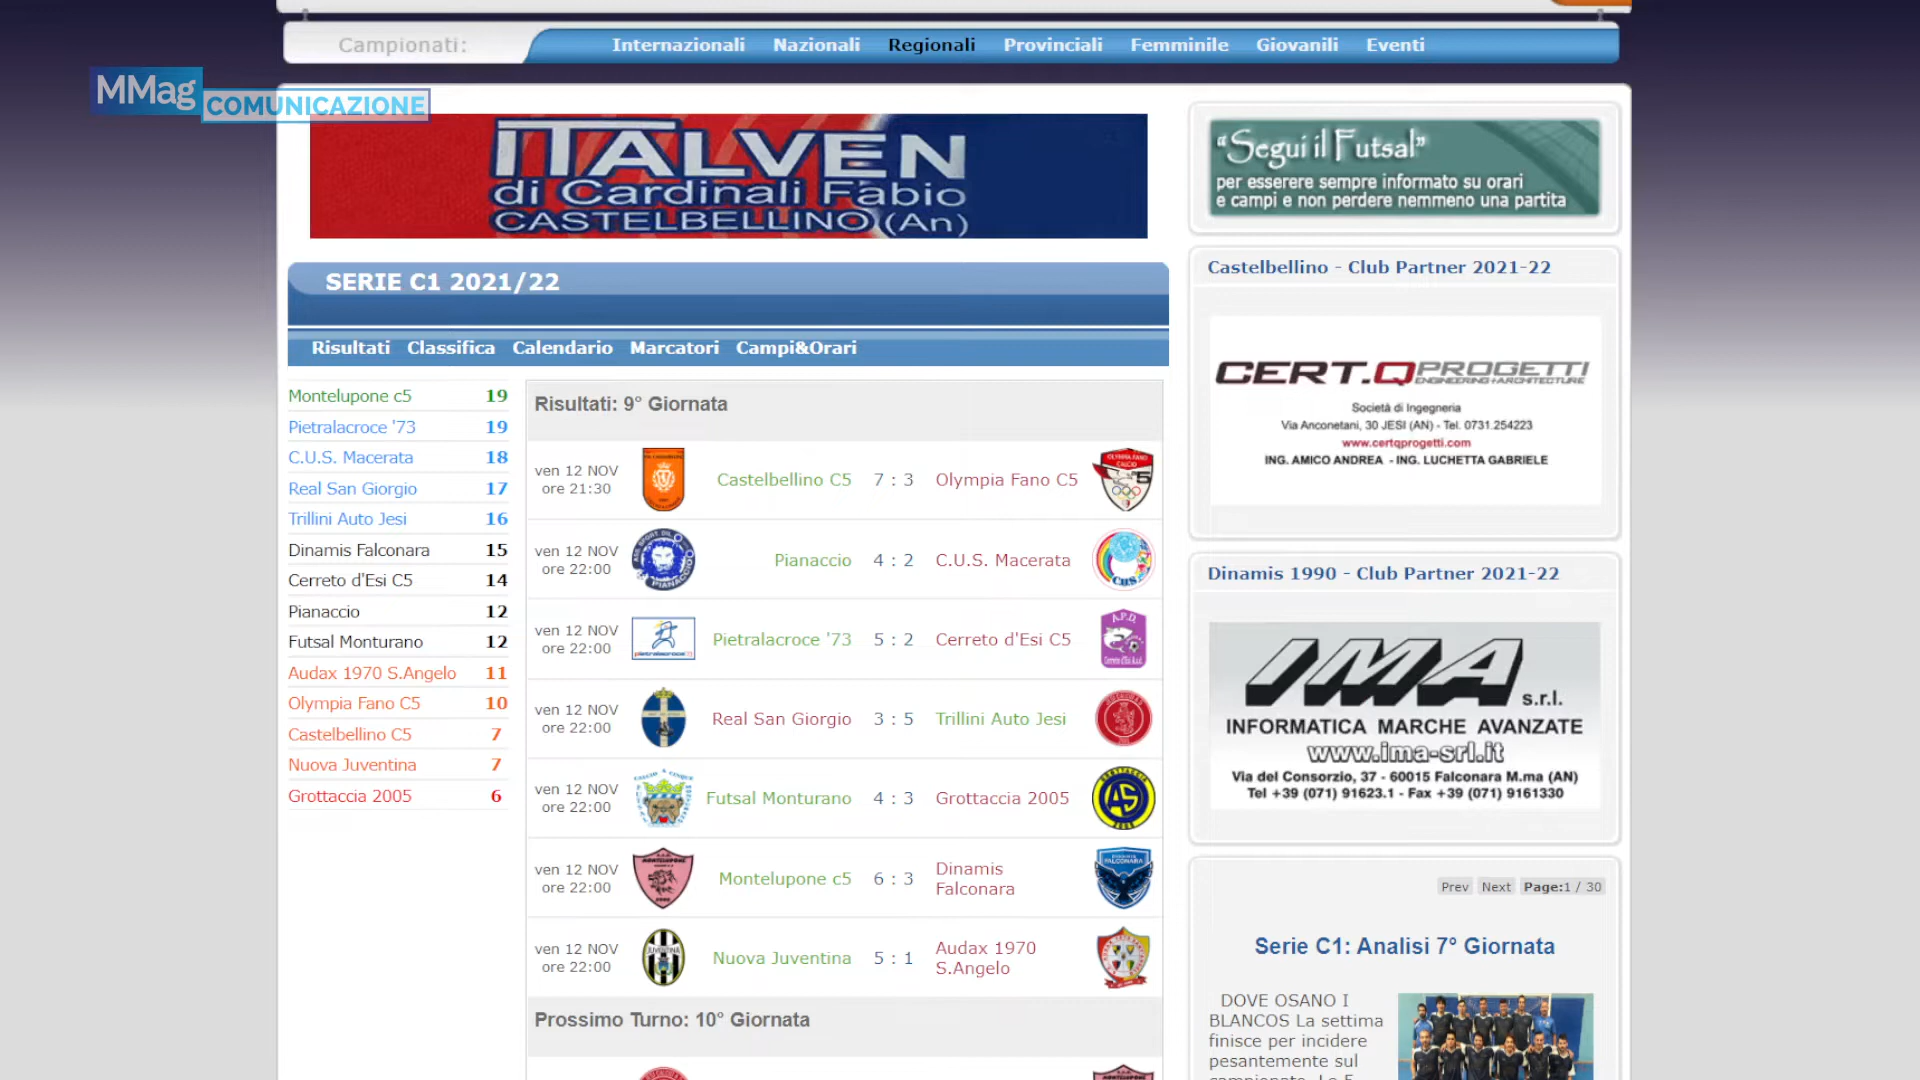 Campionati:
Internazionali Nazionali Regionali Provinciali Femminile Giovanili Eventi
MMag
COMUNICAZIONE
ITALVEN
di Cardinali Fabio
CASTELBELLINO (An)
SERIE C1 2021/22
Risultati Classifica Calendario Marcatori Campi&Orari
Montelupone c5 19
Pietralacroce '73 19
C.U.S. Macerata 18
Real San Giorgio 17
Trillini Auto Jesi 16
Dinamis Falconara 15
Cerreto d'Esi C5 14
Pianaccio 12
Futsal Monturano 12
Audax 1970 S.Angelo 11
Olympia Fano C5 10
Castelbellino C5 7
Nuova Juventina 7
Grottaccia 2005 6
Risultati: 9° Giornata
ven 12 NOV
ore 21:30
Castelbellino C5 7 : 3 Olympia Fano C5
ven 12 NOV
ore 22:00
Pianaccio 4 : 2 C.U.S. Macerata
ven 12 NOV
ore 22:00
Pietralacroce '73 5 : 2 Cerreto d'Esi C5
ven 12 NOV
ore 22:00
Real San Giorgio 3 : 5 Trillini Auto Jesi
ven 12 NOV
ore 22:00
Futsal Monturano 4 : 3 Grottaccia 2005
ven 12 NOV
ore 22:00
Montelupone c5 6 : 3 Dinamis
Falconara
ven 12 NOV
ore 22:00
Nuova Juventina 5 : 1 Audax 1970
S.Angelo
Prossimo Turno: 10° Giornata
“Segui il Futsal”
per esserere sempre informato su orari
e campi e non perdere nemmeno una partita
Castelbellino - Club Partner 2021-22
CERT.QPROGETTI
ENGINEERING+ARCHITECTURE
Società di Ingegneria
Via Anconetani, 30 JESI (AN) - Tel. 0731.254223
www.certqprogetti.com
ING. AMICO ANDREA - ING. LUCHETTA GABRIELE
Dinamis 1990 - Club Partner 2021-22
IMA s.r.l.
INFORMATICA MARCHE AVANZATE
www.ima-srl.it
Via del Consorzio, 37 - 60015 Falconara M.ma (AN)
Tel +39 (071) 91623.1 - Fax +39 (071) 9161330
Prev Next Page:1 / 30
Serie C1: Analisi 7° Giornata
DOVE OSANO I
BLANCOS La settima
finisce per incidere
pesantemente sul